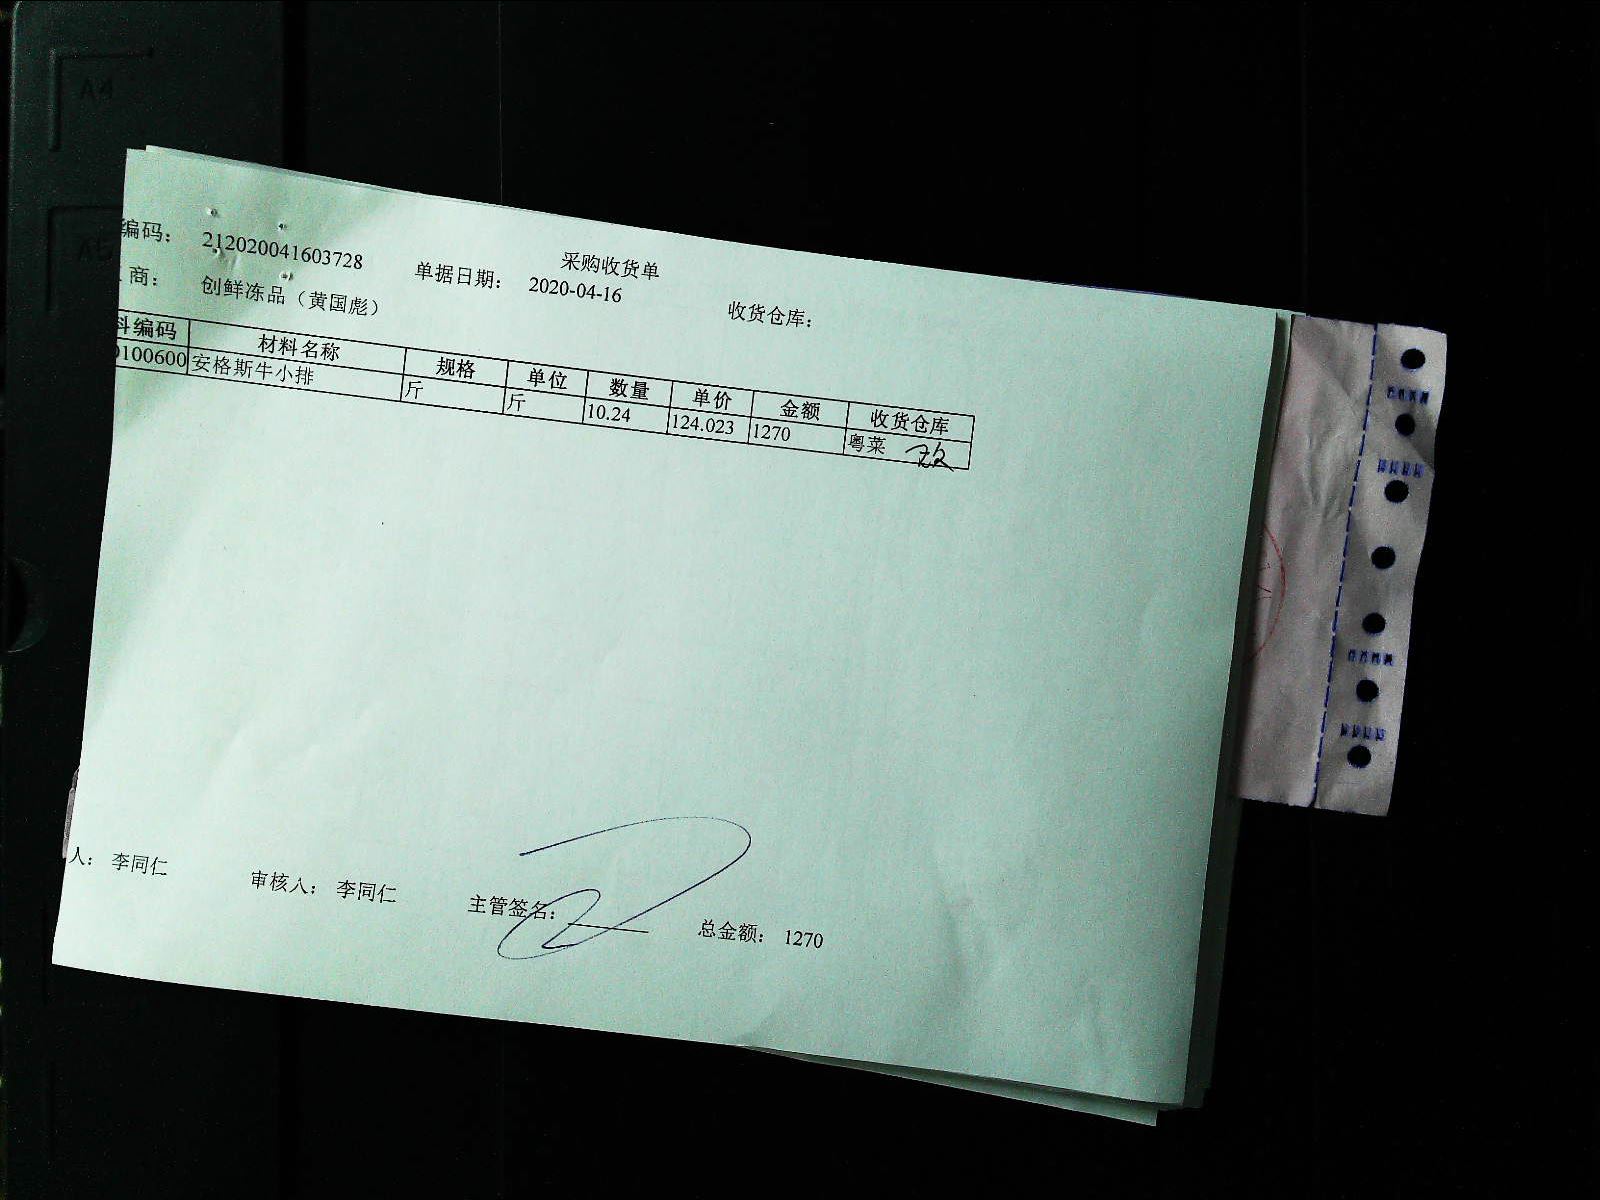 采购收货单
编码： 212020041603728 单据日期： 2020-04-16 收货仓库：
商： 创鲜冻品（黄国彪）
料编码 材料名称 规格 单位 数量 单价 金额 收货仓库
0100600 安格斯牛小排 斤 斤 10.24 124.023 1270 粤菜
人： 李同仁 审核人： 李同仁 主管签名： 总金额： 1270
A4
A5